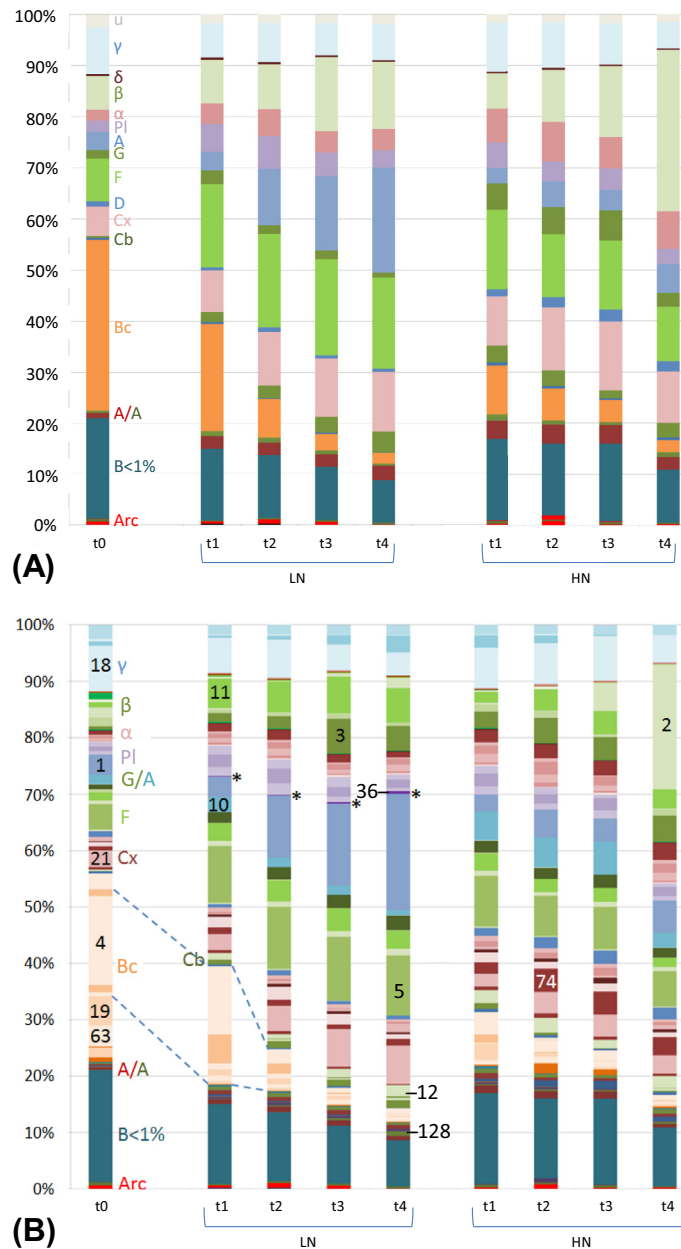 100%
90%
80%
70%
60%
50%
40%
30%
20%
10%
0%
u
γ
δ
β
α
Pl
A
G
F
D
Cx
Cb
Bc
A/A
B<1%
Arc
t0 t1 t2 t3 t4 t1 t2 t3 t4
LN HN
(A)
100%
90%
80%
70%
60%
50%
40%
30%
20%
10%
0%
18 γ
β
α
Pl
1
G/A
F
21 Cx
4
Bc
19
63
A/A
B<1%
Arc
11
*
10
Cb
*
3
*
36 *
5
12
128
74
2
t0 t1 t2 t3 t4 t1 t2 t3 t4
LN HN
(B)